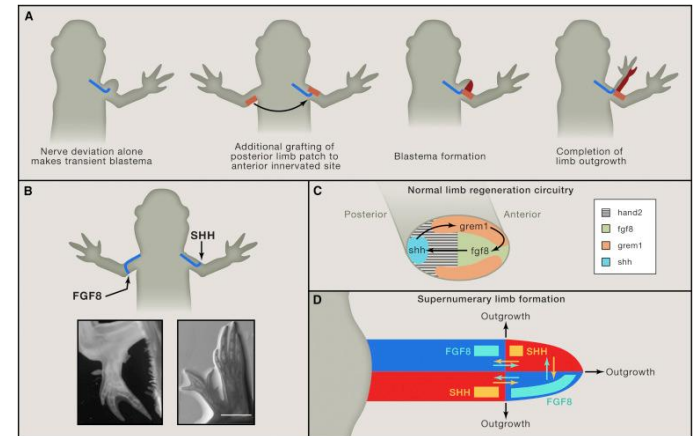 A
Nerve deviation alone
makes transient blastema
Additional grafting of
posterior limb patch to
anterior innervated site
Blastema formation
Completion of
limb outgrowth
B
SHH
FGF8
C
Normal limb regeneration circuitry
Posterior
Anterior
grem1
shh
fgf8
hand2
fgf8
grem1
shh
D
Supernumerary limb formation
Outgrowth
FGF8
SHH
Outgrowth
SHH
FGF8
Outgrowth